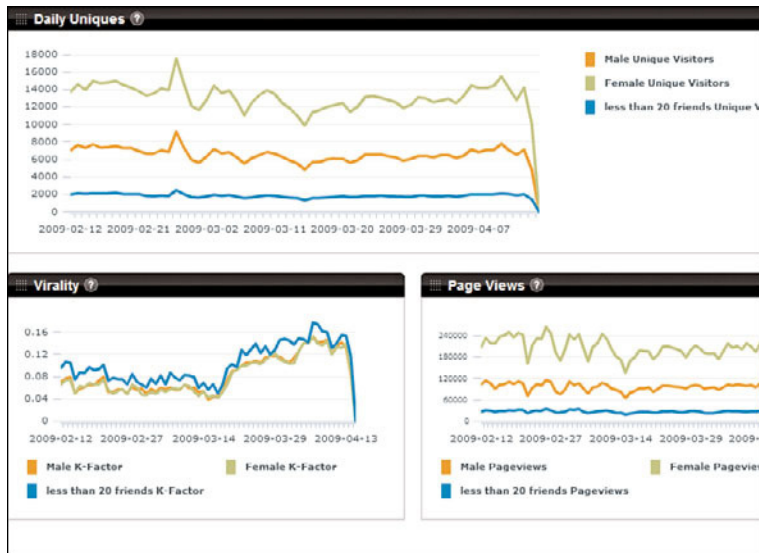 Daily Uniques ?
18000
16000
14000
12000
10000
8000
6000
4000
2000
0
2009-02-12 2009-02-21 2009-03-02 2009-03-11 2009-03-20 2009-03-29 2009-04-07
Male Unique Visitors
Female Unique Visitors
less than 20 friends Unique V
Virality ?
0.16
0.12
0.08
0.04
0
2009-02-12 2009-02-27 2009-03-14 2009-03-29 2009-04-13
Male K-Factor Female K-Factor
less than 20 friends K-Factor
Page Views ?
240000
180000
120000
60000
0
2009-02-12 2009-02-27 2009-03-14 2009-03-29 2009-
Male Pageviews Female Pageview
less than 20 friends Pageviews